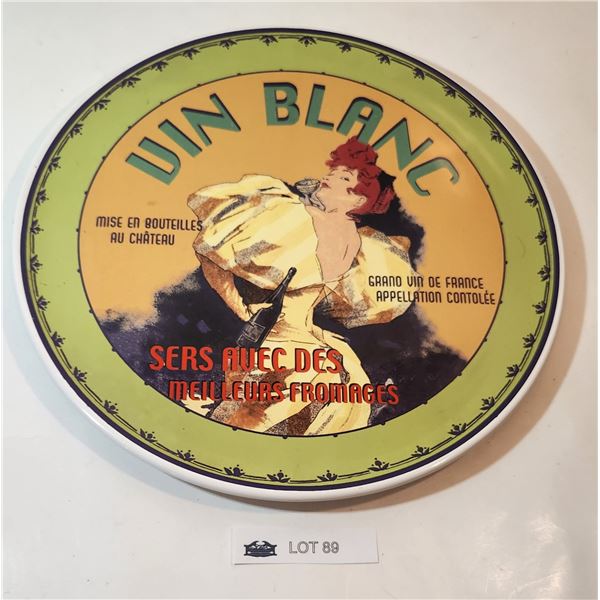 VIN BLANC
MISE EN BOUTEILLES
AU CHÂTEAU
GRAND VIN DE FRANCE
APPELLATION CONTOLÉE
SERS AVEC DES
MEILLEURS FROMAGES
LOT 89